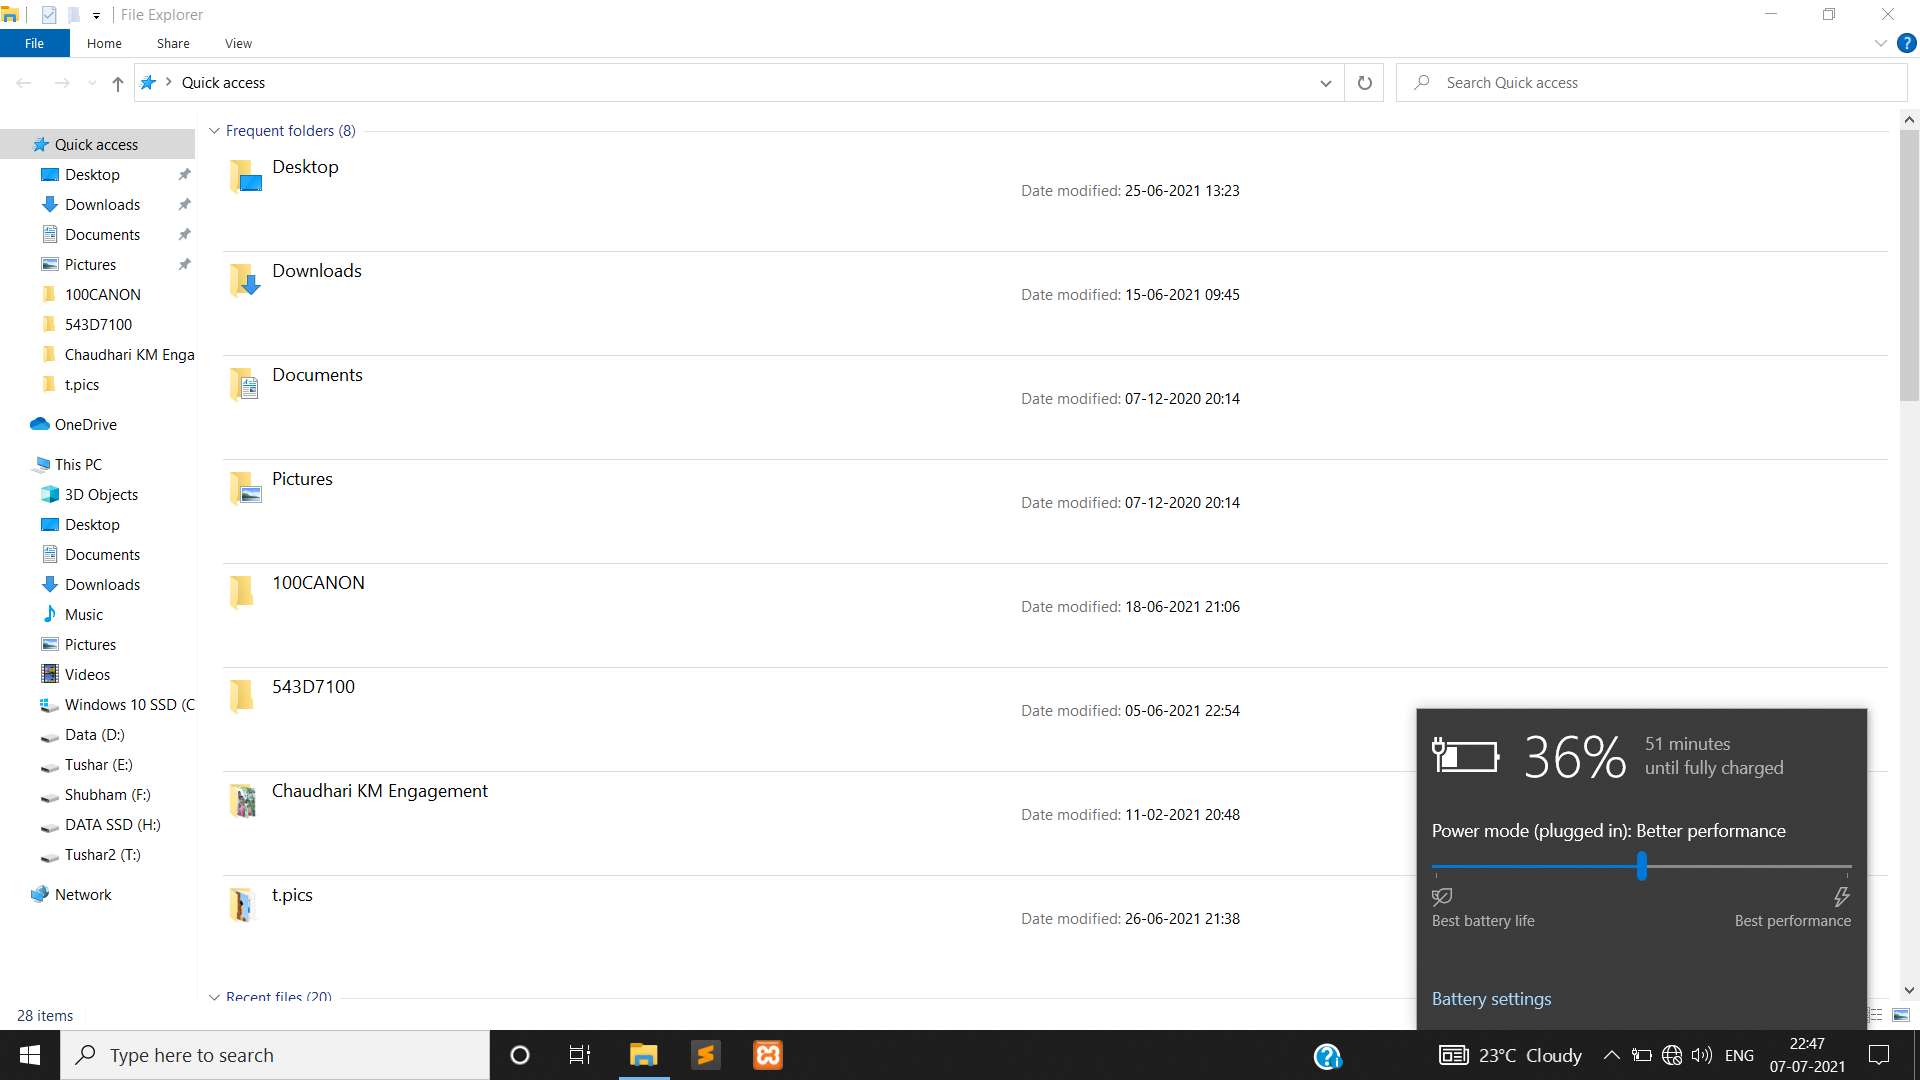 File Explorer
File Home Share View
Quick access
Search Quick access
Quick access
Desktop
Downloads
Documents
Pictures
100CANON
543D7100
Chaudhari KM Enga
t.pics
OneDrive
This PC
3D Objects
Desktop
Documents
Downloads
Music
Pictures
Videos
Windows 10 SSD (C
Data (D:)
Tushar (E:)
Shubham (F:)
DATA SSD (H:)
Tushar2 (T:)
Network
Frequent folders (8)
Desktop
Date modified: 25-06-2021 13:23
Downloads
Date modified: 15-06-2021 09:45
Documents
Date modified: 07-12-2020 20:14
Pictures
Date modified: 07-12-2020 20:14
100CANON
Date modified: 18-06-2021 21:06
543D7100
Date modified: 05-06-2021 22:54
Chaudhari KM Engagement
Date modified: 11-02-2021 20:48
t.pics
Date modified: 26-06-2021 21:38
Recent files (20)
36%
51 minutes
until fully charged
Power mode (plugged in): Better performance
Best battery life Best performance
Battery settings
28 items
Type here to search
23°C Cloudy
ENG
22:47
07-07-2021